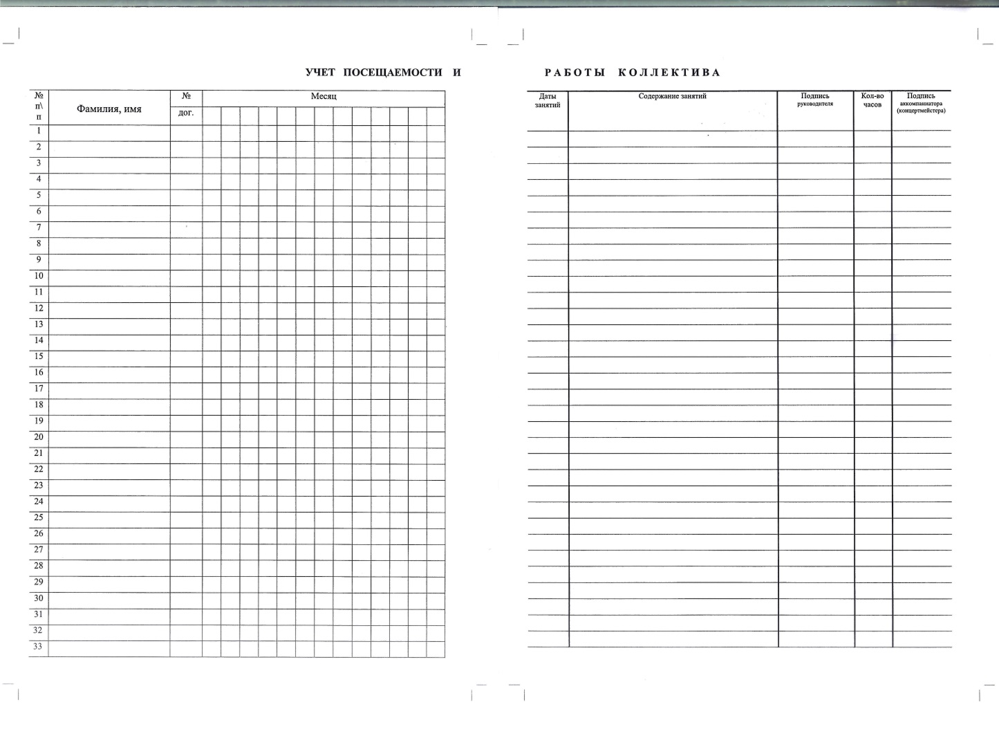 УЧЕТ ПОСЕЩАЕМОСТИ И РАБОТЫ КОЛЛЕКТИВА
№ п\п
Фамилия, имя
№ дог.
Месяц
1
2
3
4
5
6
7
8
9
10
11
12
13
14
15
16
17
18
19
20
21
22
23
24
25
26
27
28
29
30
31
32
33
Даты
занятий
Содержание занятий
Подпись
руководителя
Кол-во
часов
Подпись
аккомпаниатора
(концертмейстера)